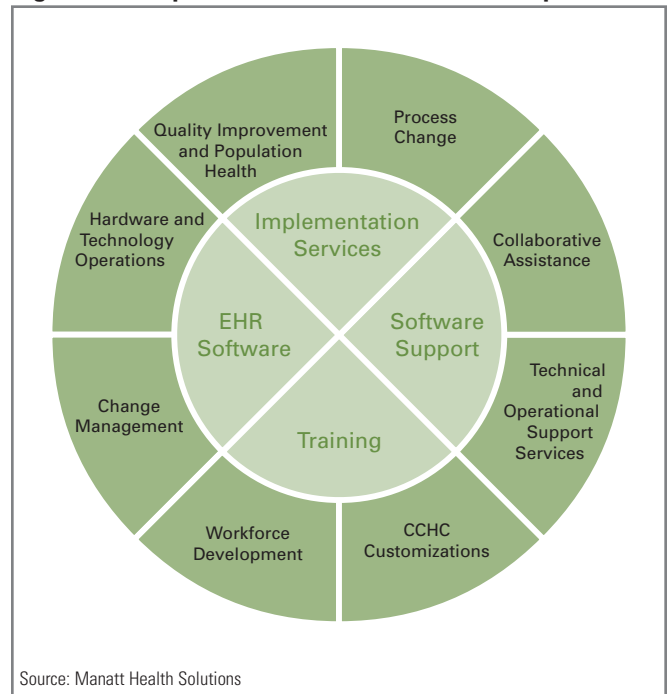 Quality Improvement
and Population
Health
Process
Change
Hardware and
Technology
Operations
Collaborative
Assistance
Implementation
Services
EHR
Software
Software
Support
Training
Change
Management
Technical
and
Operational
Support
Services
Workforce
Development
CCHC
Customizations
Source: Manatt Health Solutions